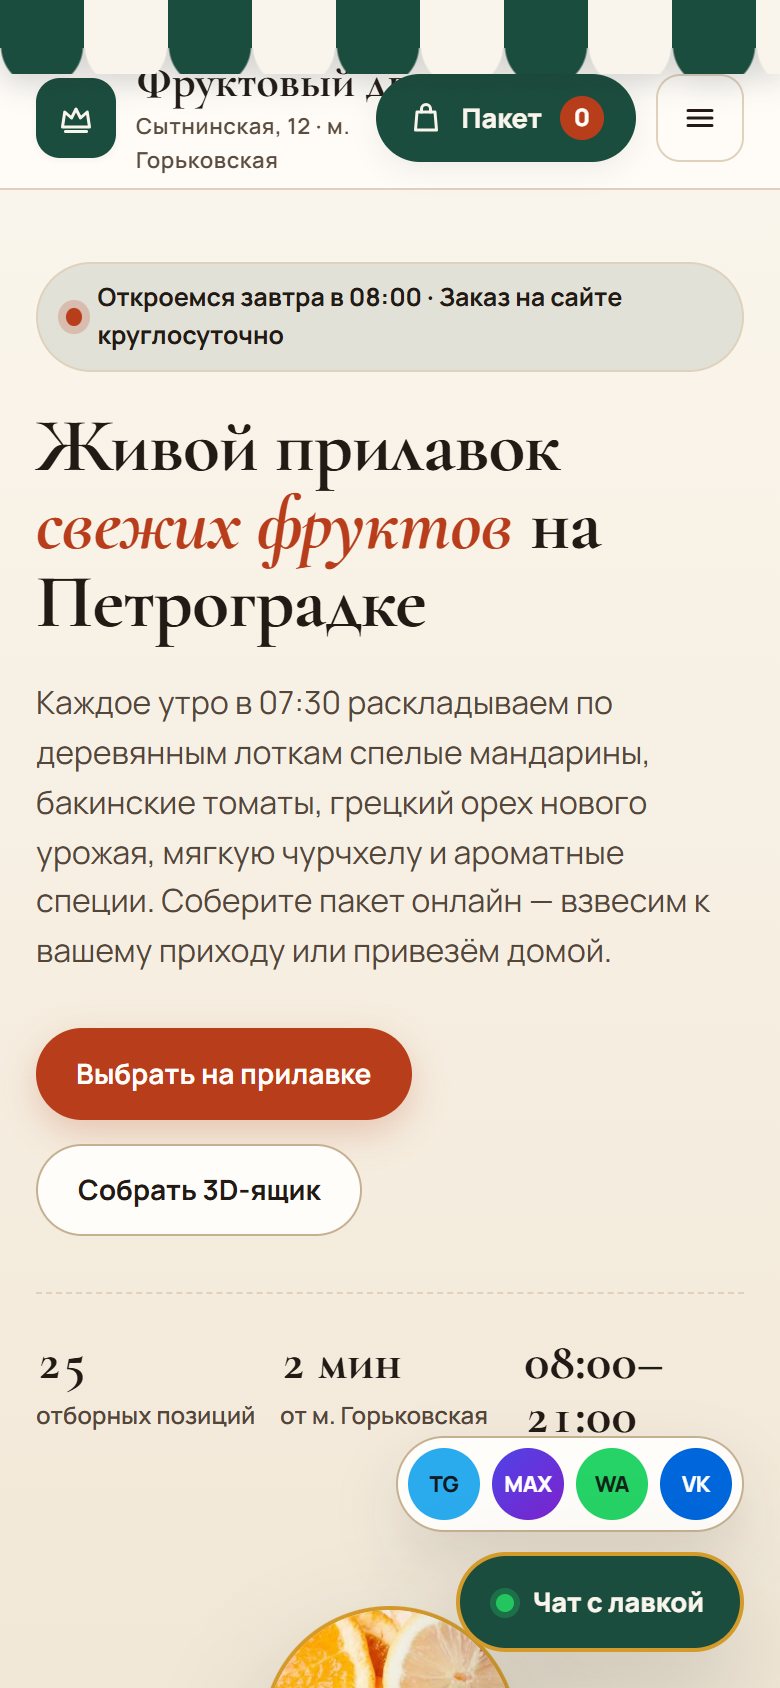 Фруктовый
Сытнинская, 12 · м.
Горьковская
Пакет 0
Откроемся завтра в 08:00 · Заказ на сайте
круглосуточно
Живой прилавок
свежих фруктов на
Петроградке
Каждое утро в 07:30 раскладываем по
деревянным лоткам спелые мандарины,
бакинские томаты, грецкий орех нового
урожая, мягкую чурчхелу и ароматные
специи. Соберите пакет онлайн — взвесим к
вашему приходу или привезём домой.
Выбрать на прилавке
Собрать 3D-ящик
25
отборных позиций
2 мин
от м. Горьковская
08:00–
21:00
TG MAX WA VK
Чат с лавкой